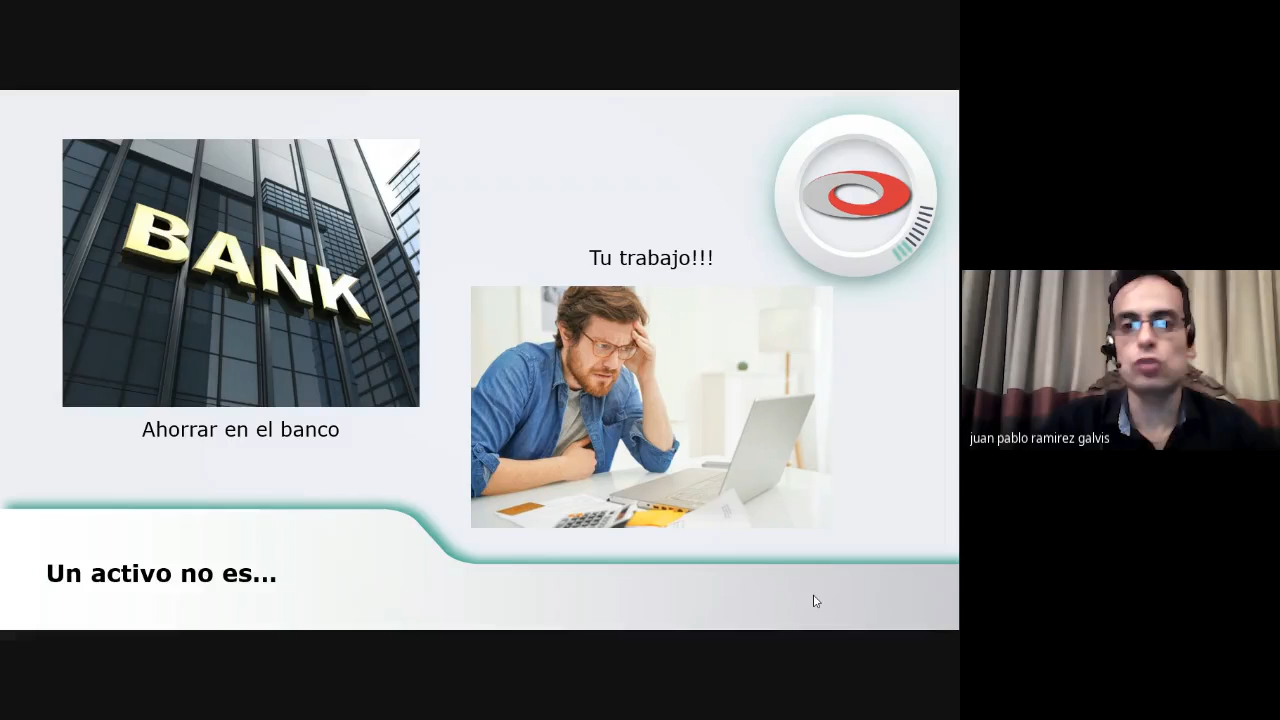 BANK
Tu trabajo!!!
Ahorrar en el banco
Un activo no es...
juan pablo ramirez galvis